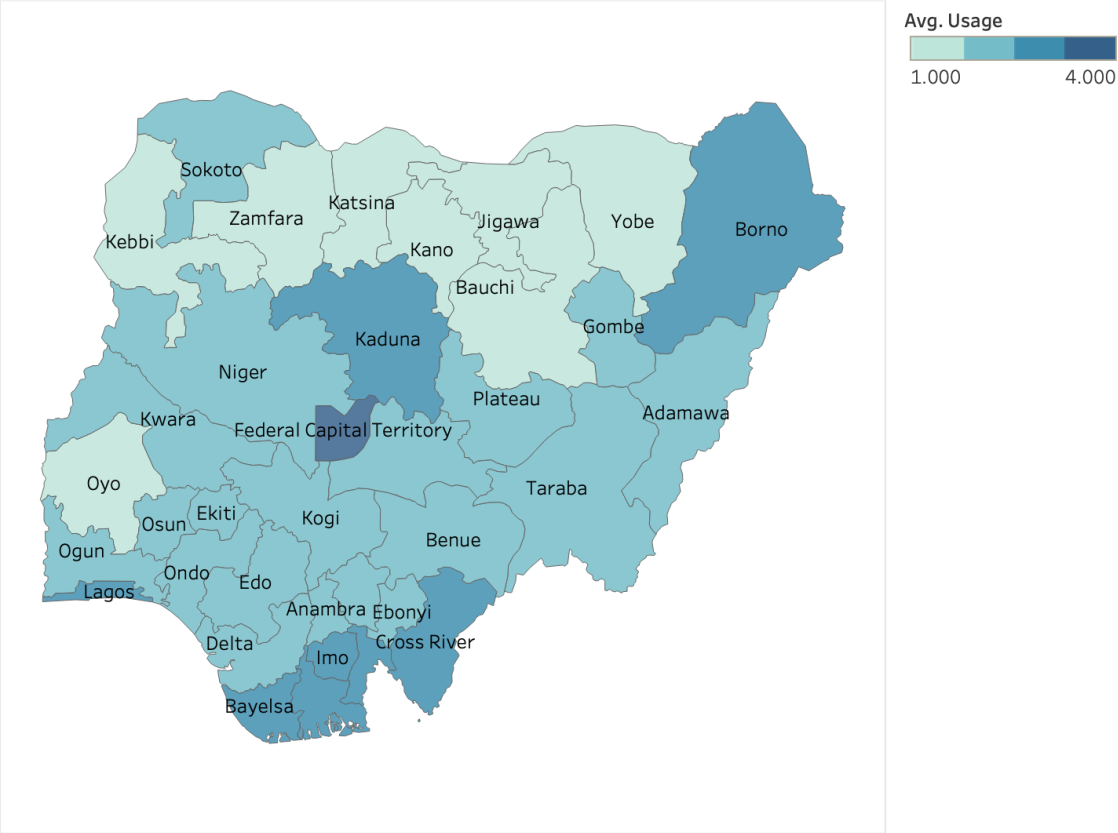 Avg. Usage
1.000 4.000
Sokoto
Katsina
Zamfara
Jigawa
Yobe
Borno
Kebbi
Kano
Bauchi
Gombe
Kaduna
Niger
Plateau
Adamawa
Kwara
Federal Capital Territory
Oyo
Taraba
Ekiti
Kogi
Osun
Benue
Ogun
Ondo
Edo
Lagos
Anambra
Ebonyi
Delta
Cross River
Imo
Bayelsa